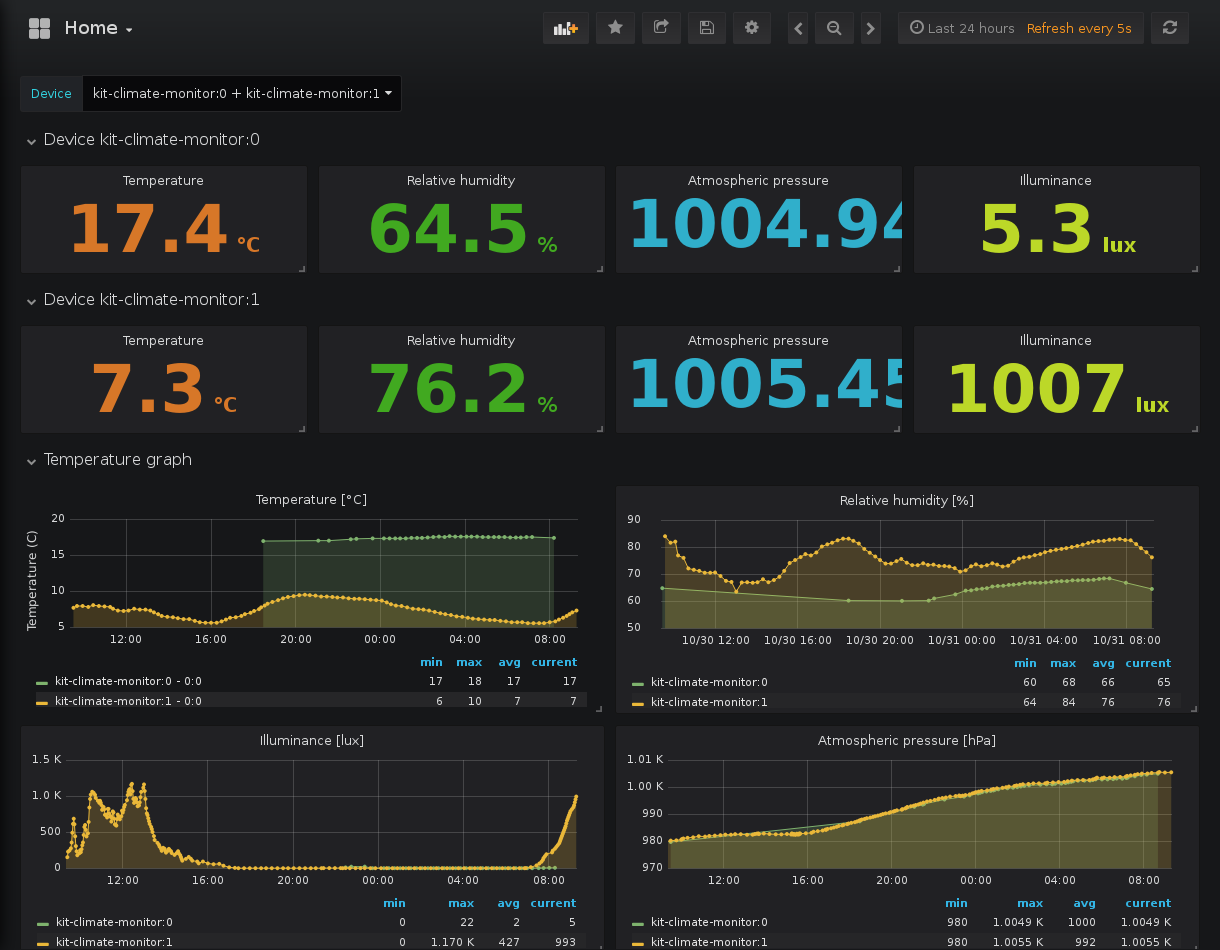 Home
Last 24 hours Refresh every 5s
Device kit-climate-monitor:0 + kit-climate-monitor:1
Device kit-climate-monitor:0
Temperature Relative humidity Atmospheric pressure Illuminance
17.4 °C 64.5 % 1004.94 5.3 lux
Device kit-climate-monitor:1
Temperature Relative humidity Atmospheric pressure Illuminance
7.3 °C 76.2 % 1005.45 1007 lux
Temperature graph
Temperature [°C]
Temperature (C)
20
15
10
5
12:00 16:00 20:00 00:00 04:00 08:00
min max avg current
kit-climate-monitor:0 - 0:0 17 18 17 17
kit-climate-monitor:1 - 0:0 6 10 7 7
Relative humidity [%]
90
80
70
60
50
10/30 12:00 10/30 16:00 10/30 20:00 10/31 00:00 10/31 04:00 10/31 08:00
min max avg current
kit-climate-monitor:0 60 68 66 65
kit-climate-monitor:1 64 84 76 76
Illuminance [lux]
1.5 K
1.0 K
500
0
12:00 16:00 20:00 00:00 04:00 08:00
min max avg current
kit-climate-monitor:0 0 22 2 5
kit-climate-monitor:1 0 1.170 K 427 993
Atmospheric pressure [hPa]
1.01 K
1.00 K
990
980
970
12:00 16:00 20:00 00:00 04:00 08:00
min max avg current
kit-climate-monitor:0 980 1.0049 K 1000 1.0049 K
kit-climate-monitor:1 980 1.0055 K 992 1.0055 K